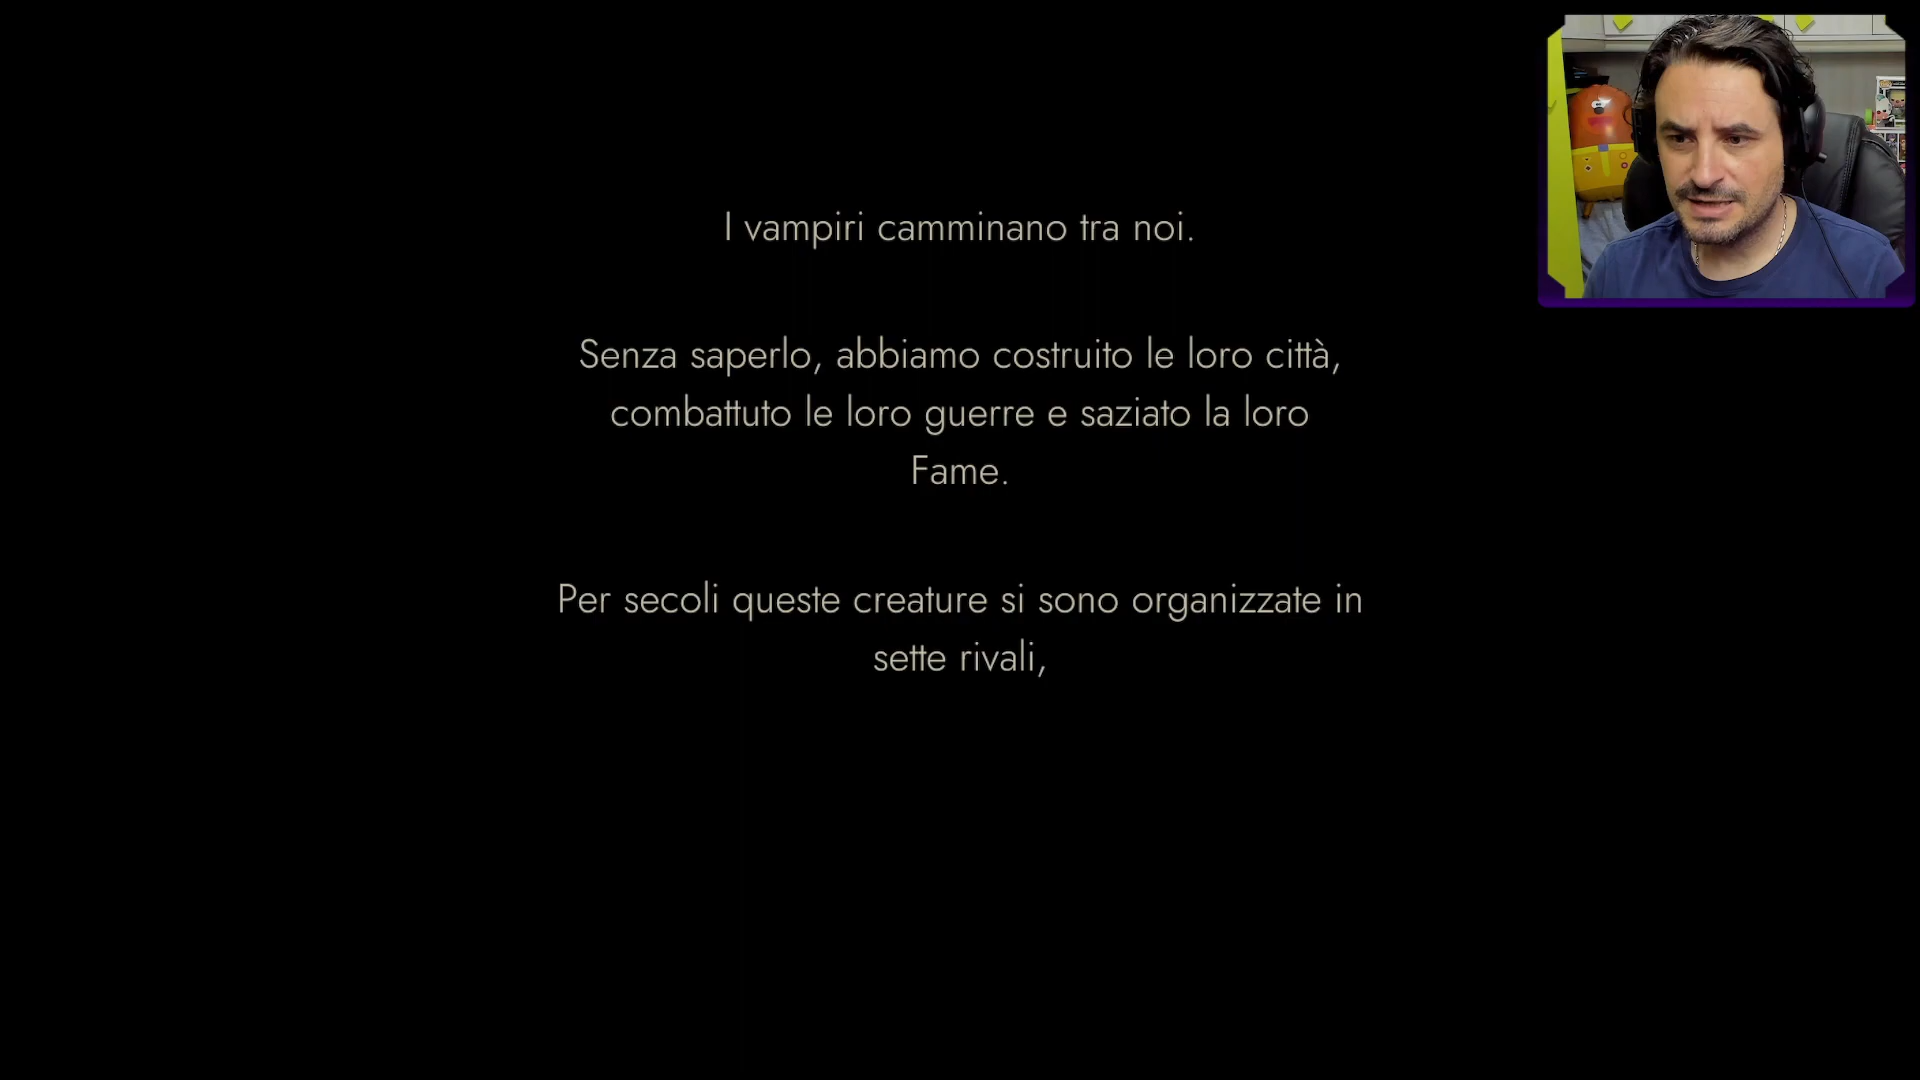 I vampiri camminano tra noi.
Senza saperlo, abbiamo costruito le loro città,
combattuto le loro guerre e saziato la loro
Fame.
Per secoli queste creature si sono organizzate in
sette rivali,